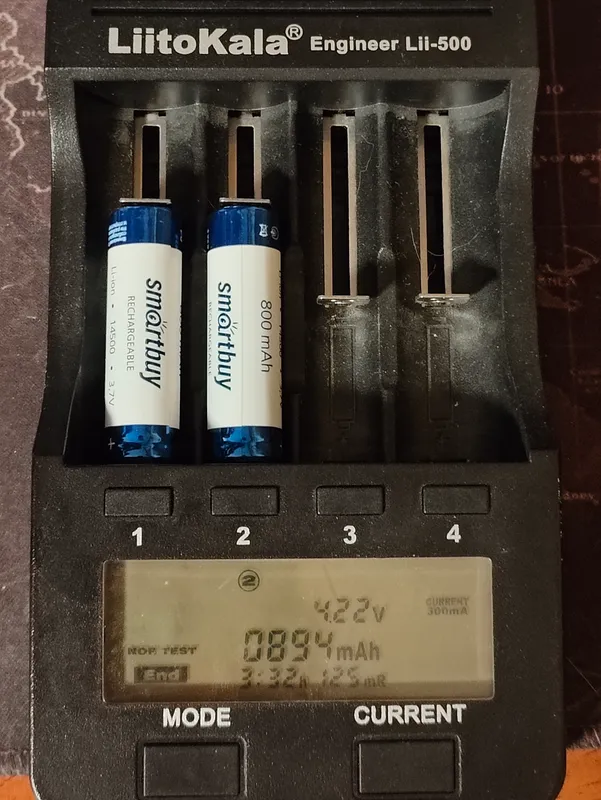 LiitoKala® Engineer Lii-500
smartbuy
RECHARGEABLE
Li-ion - 14500 - 3.7V
+
800 mAh
smartbuy
RECHARGEABLE
1 2 3 4
2
4.22v
CURRENT
300mA
0894mAh
NOR TEST
End
3:32h 125mR
MODE CURRENT